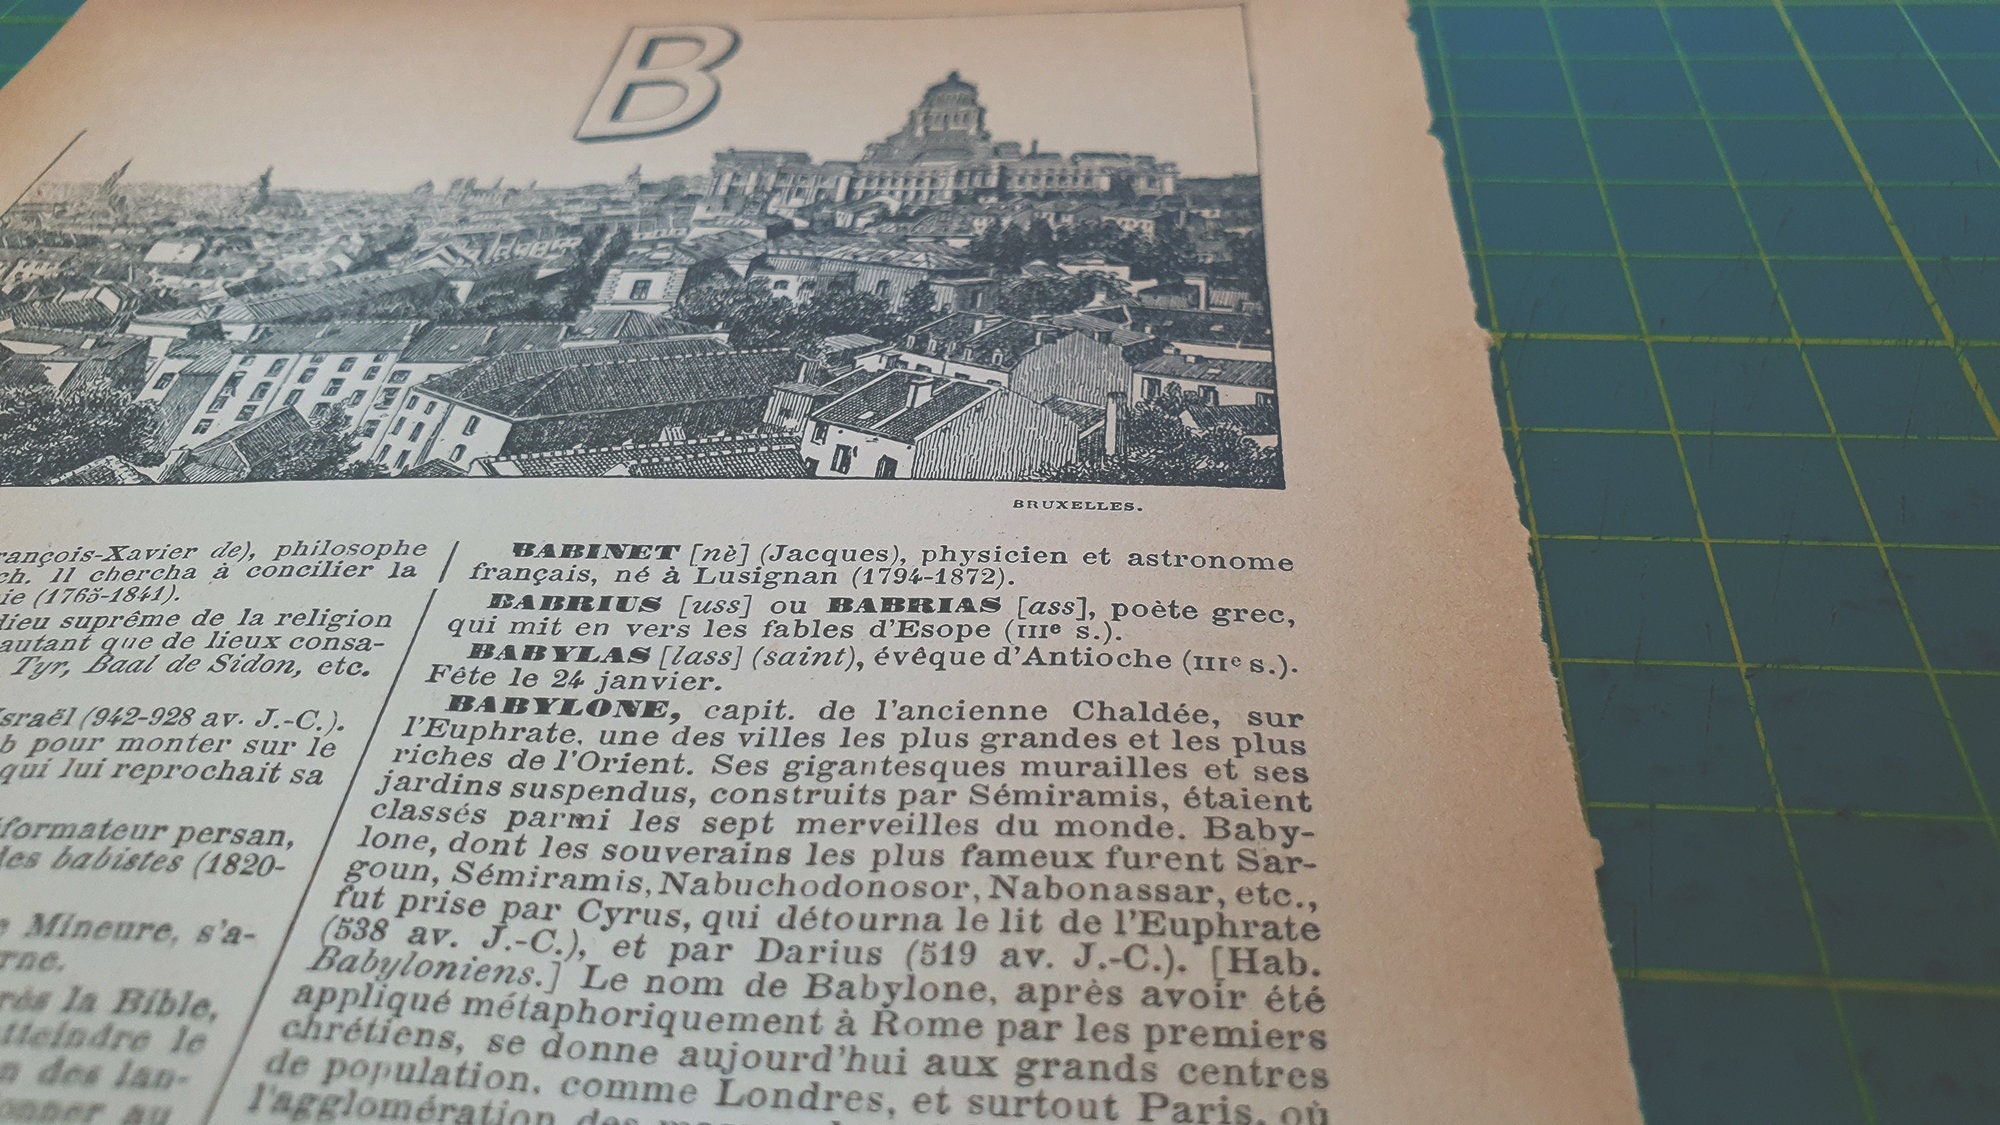 B
BRUXELLES.
rançois-Xavier de), philosophe
ch. Il chercha à concilier la
ie (1765-1841).
dieu suprême de la religion
autant que de lieux consa-
Tyr, Baal de Sidon, etc.
Israël (942-928 av. J.-C.).
b pour monter sur le
qui lui reprochait sa
formateur persan,
des babistes (1820-
Mineure, s'a-
rne.
rès la Bible,
tteindre le
n des lan-
onner au
BABINET [nè] (Jacques), physicien et astronome
français, né à Lusignan (1794-1872).
BABRIUS [uss] ou BABRIAS [ass], poète grec,
qui mit en vers les fables d'Esope (IIIe s.).
BABYLAS [lass] (saint), évêque d'Antioche (IIIe s.).
Fête le 24 janvier.
BABYLONE, capit. de l'ancienne Chaldée, sur
l'Euphrate, une des villes les plus grandes et les plus
riches de l'Orient. Ses gigantesques murailles et ses
jardins suspendus, construits par Sémiramis, étaient
classés parmi les sept merveilles du monde. Baby-
lone, dont les souverains les plus fameux furent Sar-
goun, Sémiramis, Nabuchodonosor, Nabonassar, etc.,
fut prise par Cyrus, qui détourna le lit de l'Euphrate
(538 av. J.-C.), et par Darius (519 av. J.-C.). [Hab.
Babyloniens.] Le nom de Babylone, après avoir été
appliqué métaphoriquement à Rome par les premiers
chrétiens, se donne aujourd'hui aux grands centres
de population, comme Londres, et surtout Paris, où
l'agglomération des